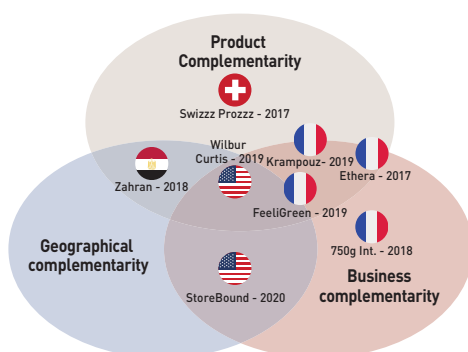 Product
Complementarity
Swizzz Prozzz - 2017
Wilbur
Curtis - 2019
Krampouz- 2019
Ethera - 2017
Zahran - 2018
FeeliGreen - 2019
Geographical
complementarity
750g Int. - 2018
Business
complementarity
StoreBound - 2020